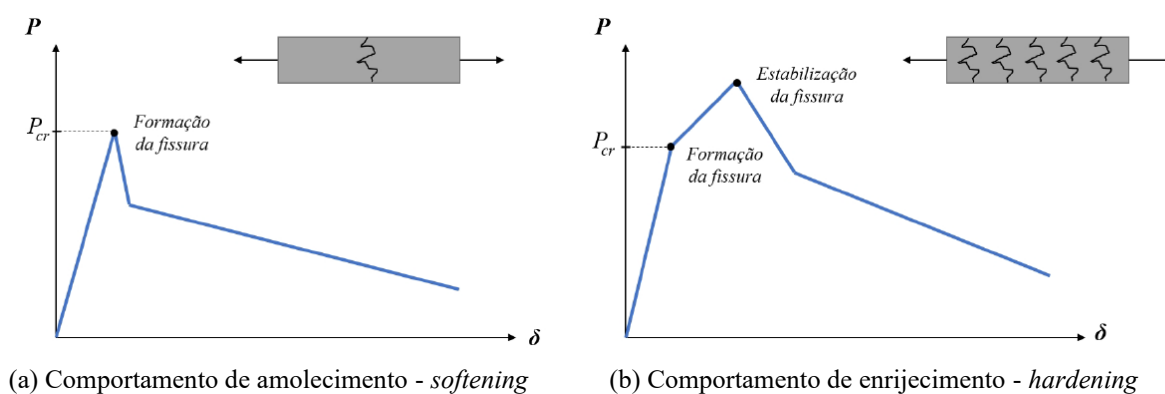 P
P_cr
Formação
da fissura
δ
(a) Comportamento de amolecimento - softening
P
Estabilização
da fissura
P_cr
Formação
da fissura
δ
(b) Comportamento de enrijecimento - hardening